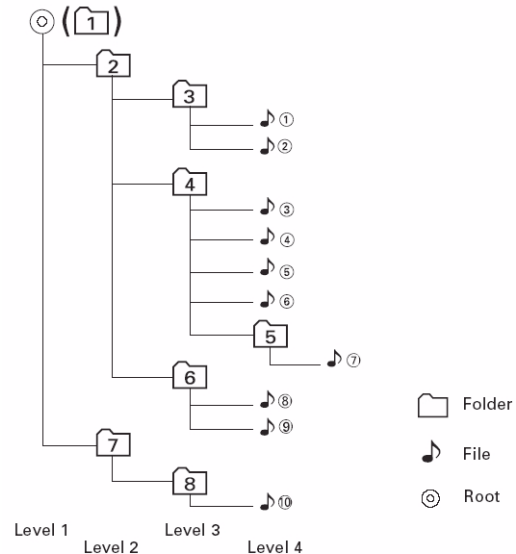 (1)
2
3
①
②
4
③
④
⑤
⑥
5
⑦
6
⑧
⑨
7
8
⑩
Folder
File
Root
Level 1
Level 2
Level 3
Level 4